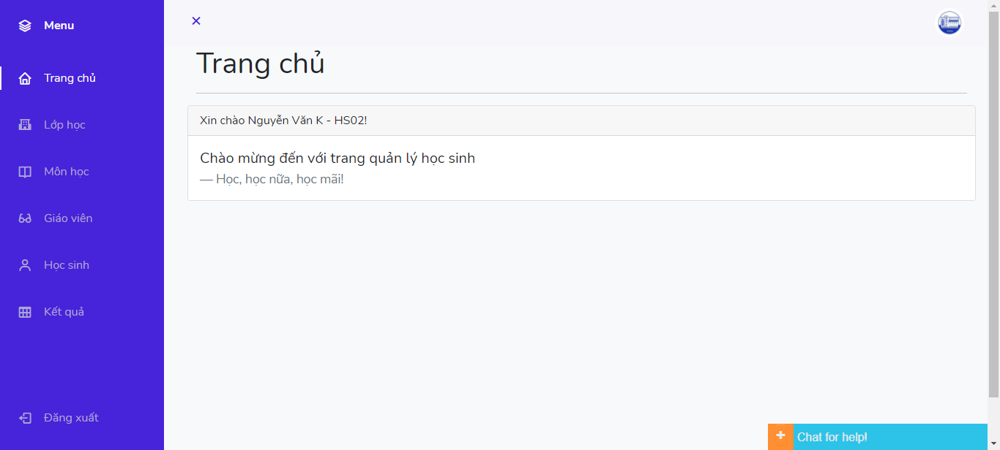 Menu
Trang chủ
Lớp học
Môn học
Giáo viên
Học sinh
Kết quả
Đăng xuất
×
Trang chủ
Xin chào Nguyễn Văn K - HS02!
Chào mừng đến với trang quản lý học sinh
— Học, học nữa, học mãi!
+ Chat for help!